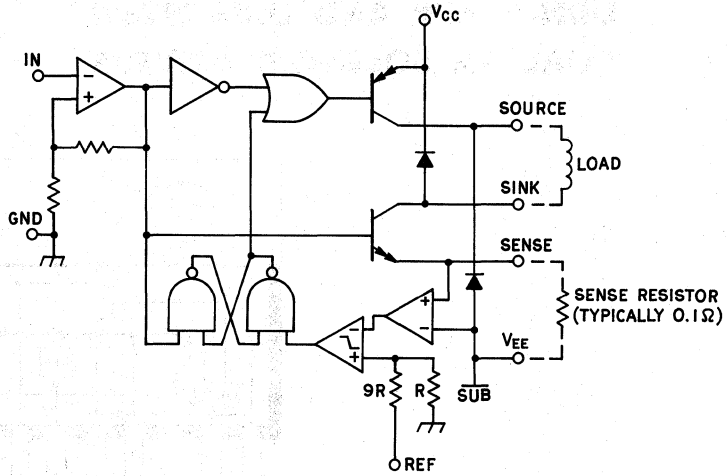 VCC
IN
-
+
SOURCE
LOAD
SINK
GND
SENSE
+
-
SENSE RESISTOR
(TYPICALLY 0.1Ω)
-
+
VEE
9R
R
SUB
REF